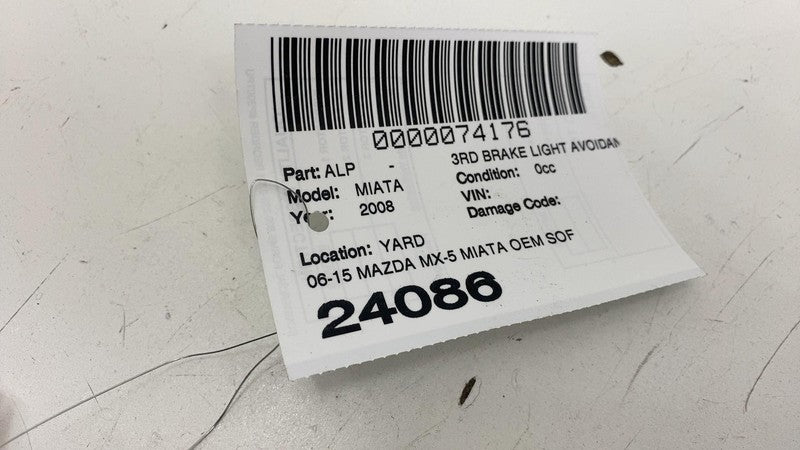 0000074176
Part: ALP - 3RD BRAKE LIGHT AVOIDAN
Model: MIATA Condition: 0cc
Year: 2008 VIN:
Damage Code:
Location: YARD
06-15 MAZDA MX-5 MIATA OEM SOF
24086